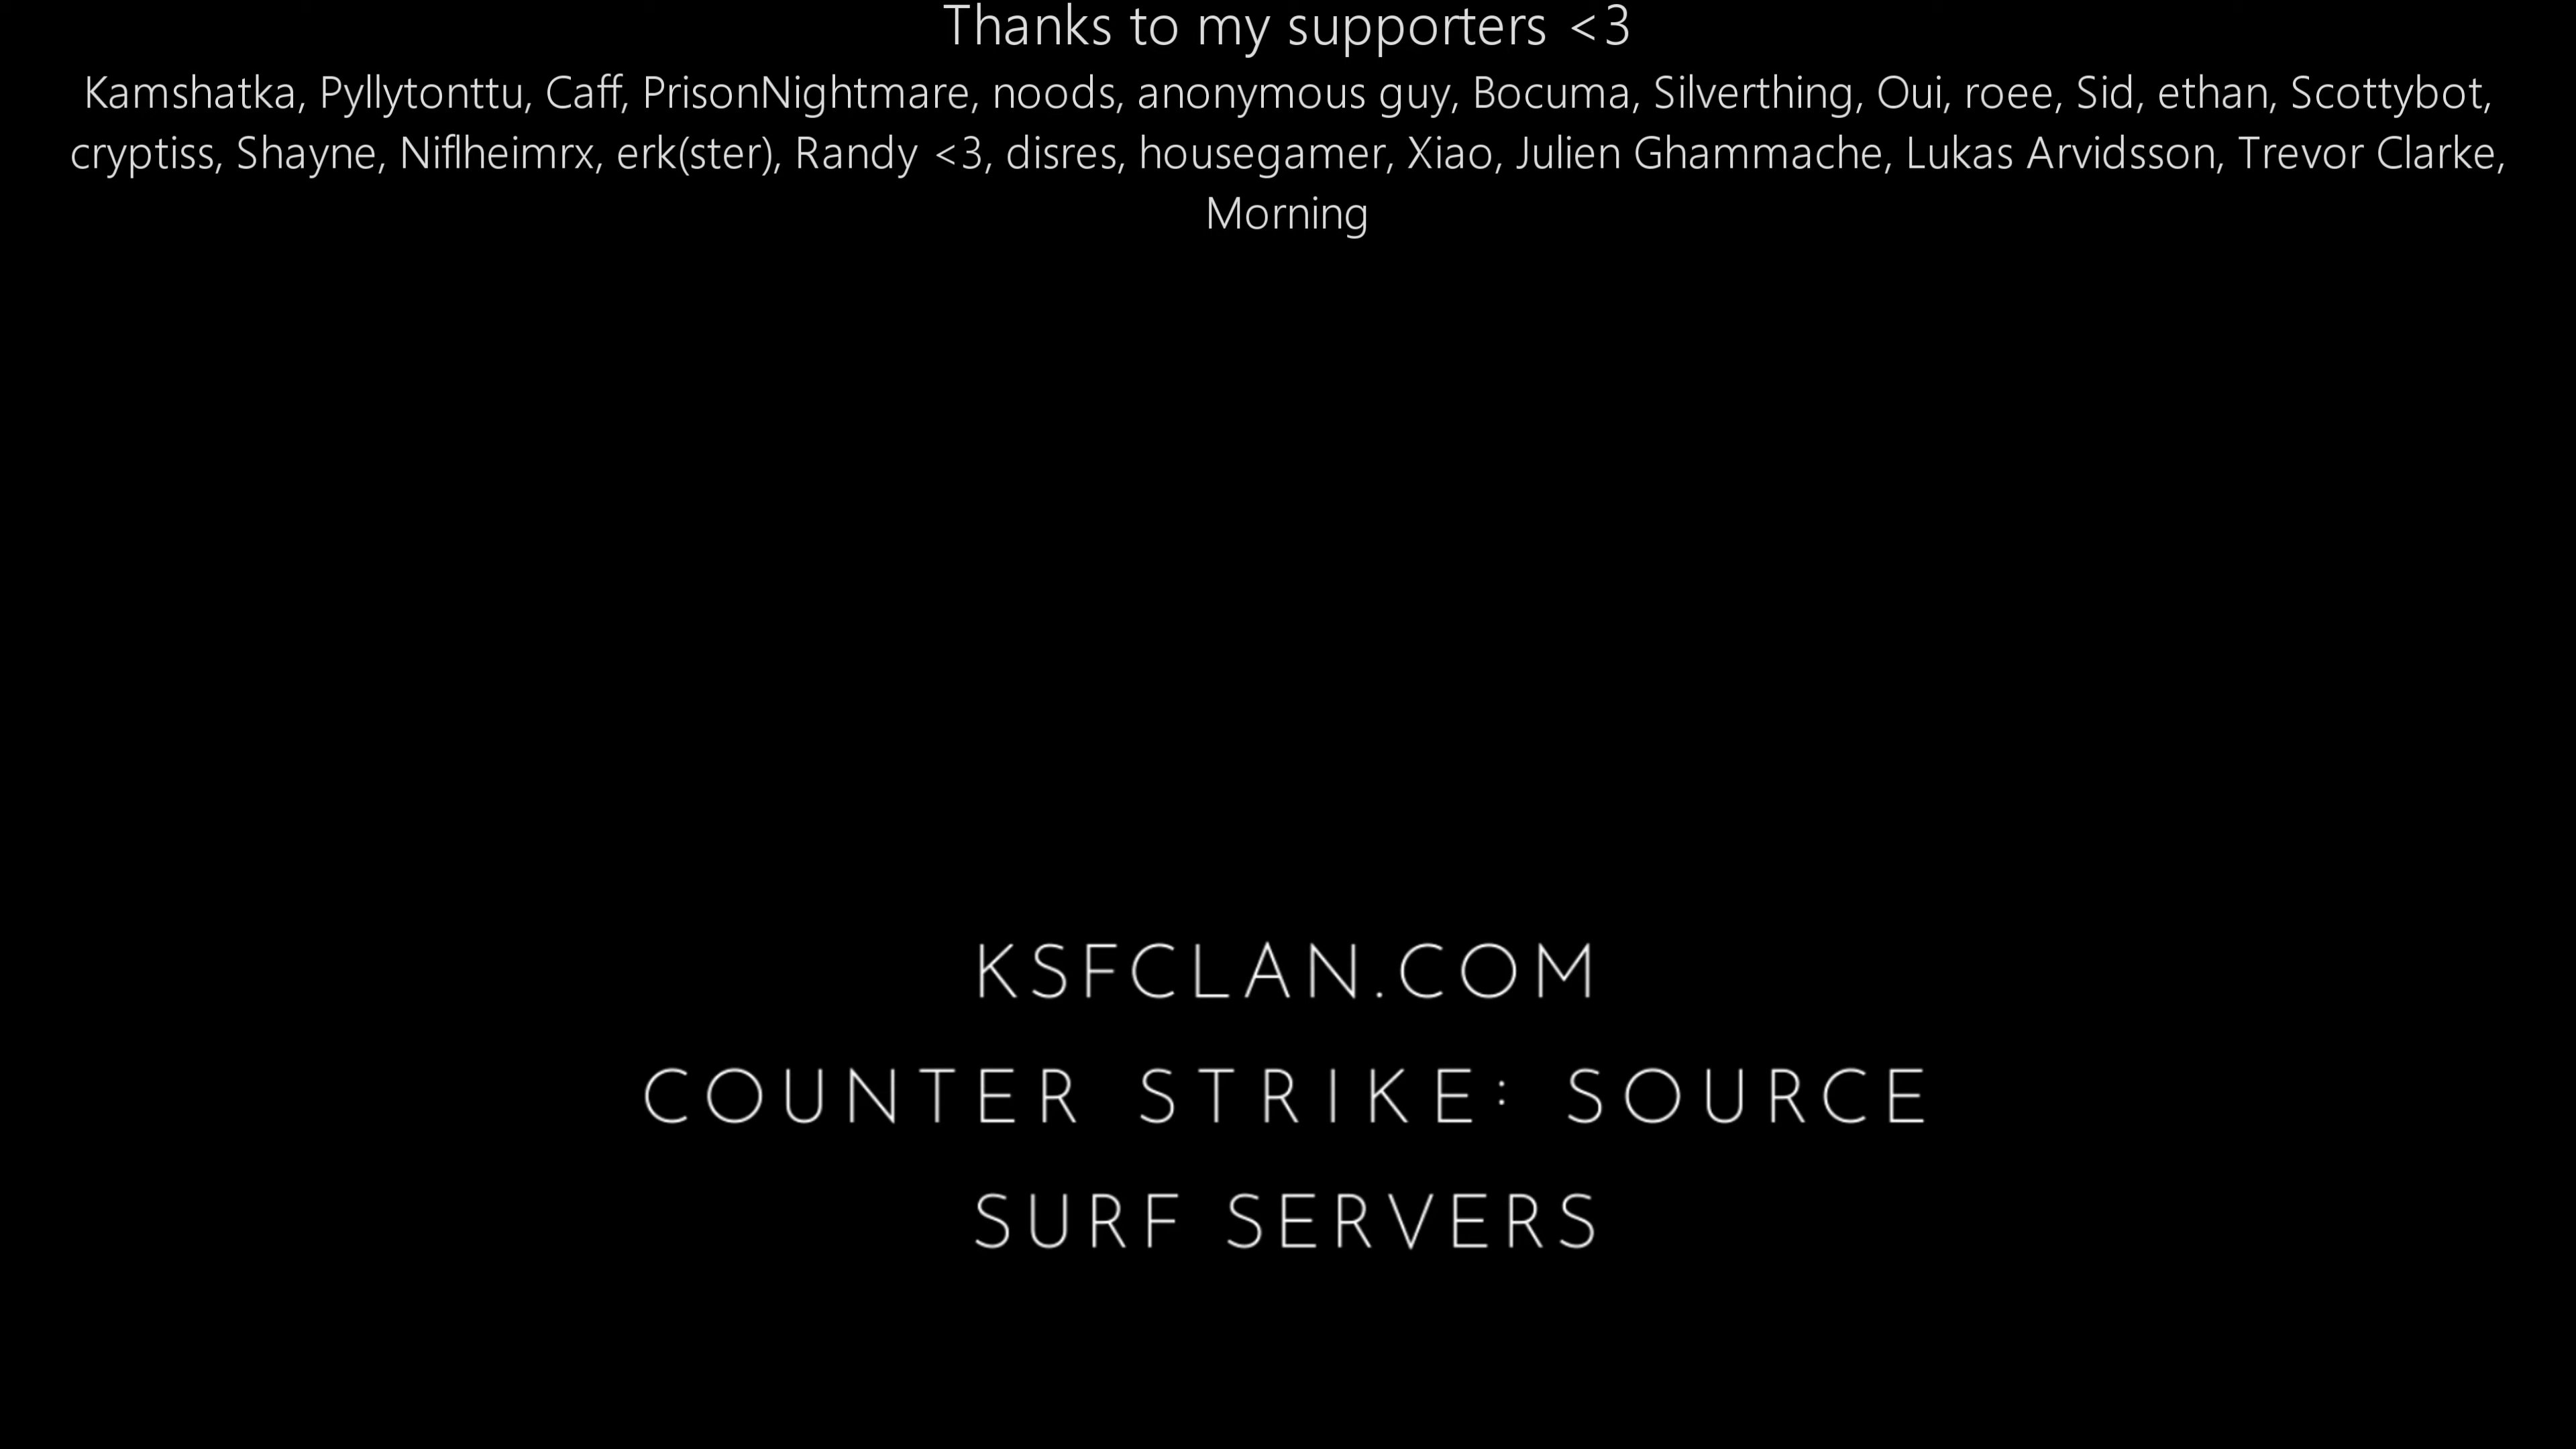 Thanks to my supporters <3
Kamshatka, Pyllytonttu, Caff, PrisonNightmare, noods, anonymous guy, Bocuma, Silverthing, Oui, roee, Sid, ethan, Scottybot,
cryptiss, Shayne, Niflheimrx, erk(ster), Randy <3, disres, housegamer, Xiao, Julien Ghammache, Lukas Arvidsson, Trevor Clarke,
Morning
KSFCLAN.COM
COUNTER STRIKE: SOURCE
SURF SERVERS